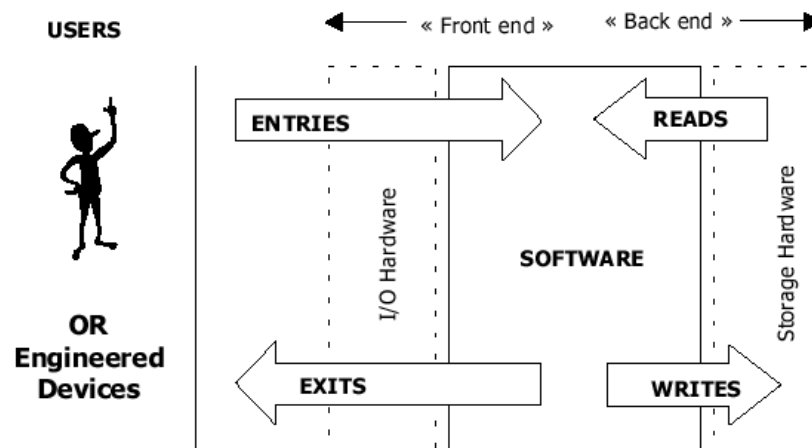 USERS
« Front end »
« Back end »
ENTRIES
READS
I/O Hardware
SOFTWARE
Storage Hardware
OR
Engineered
Devices
EXITS
WRITES